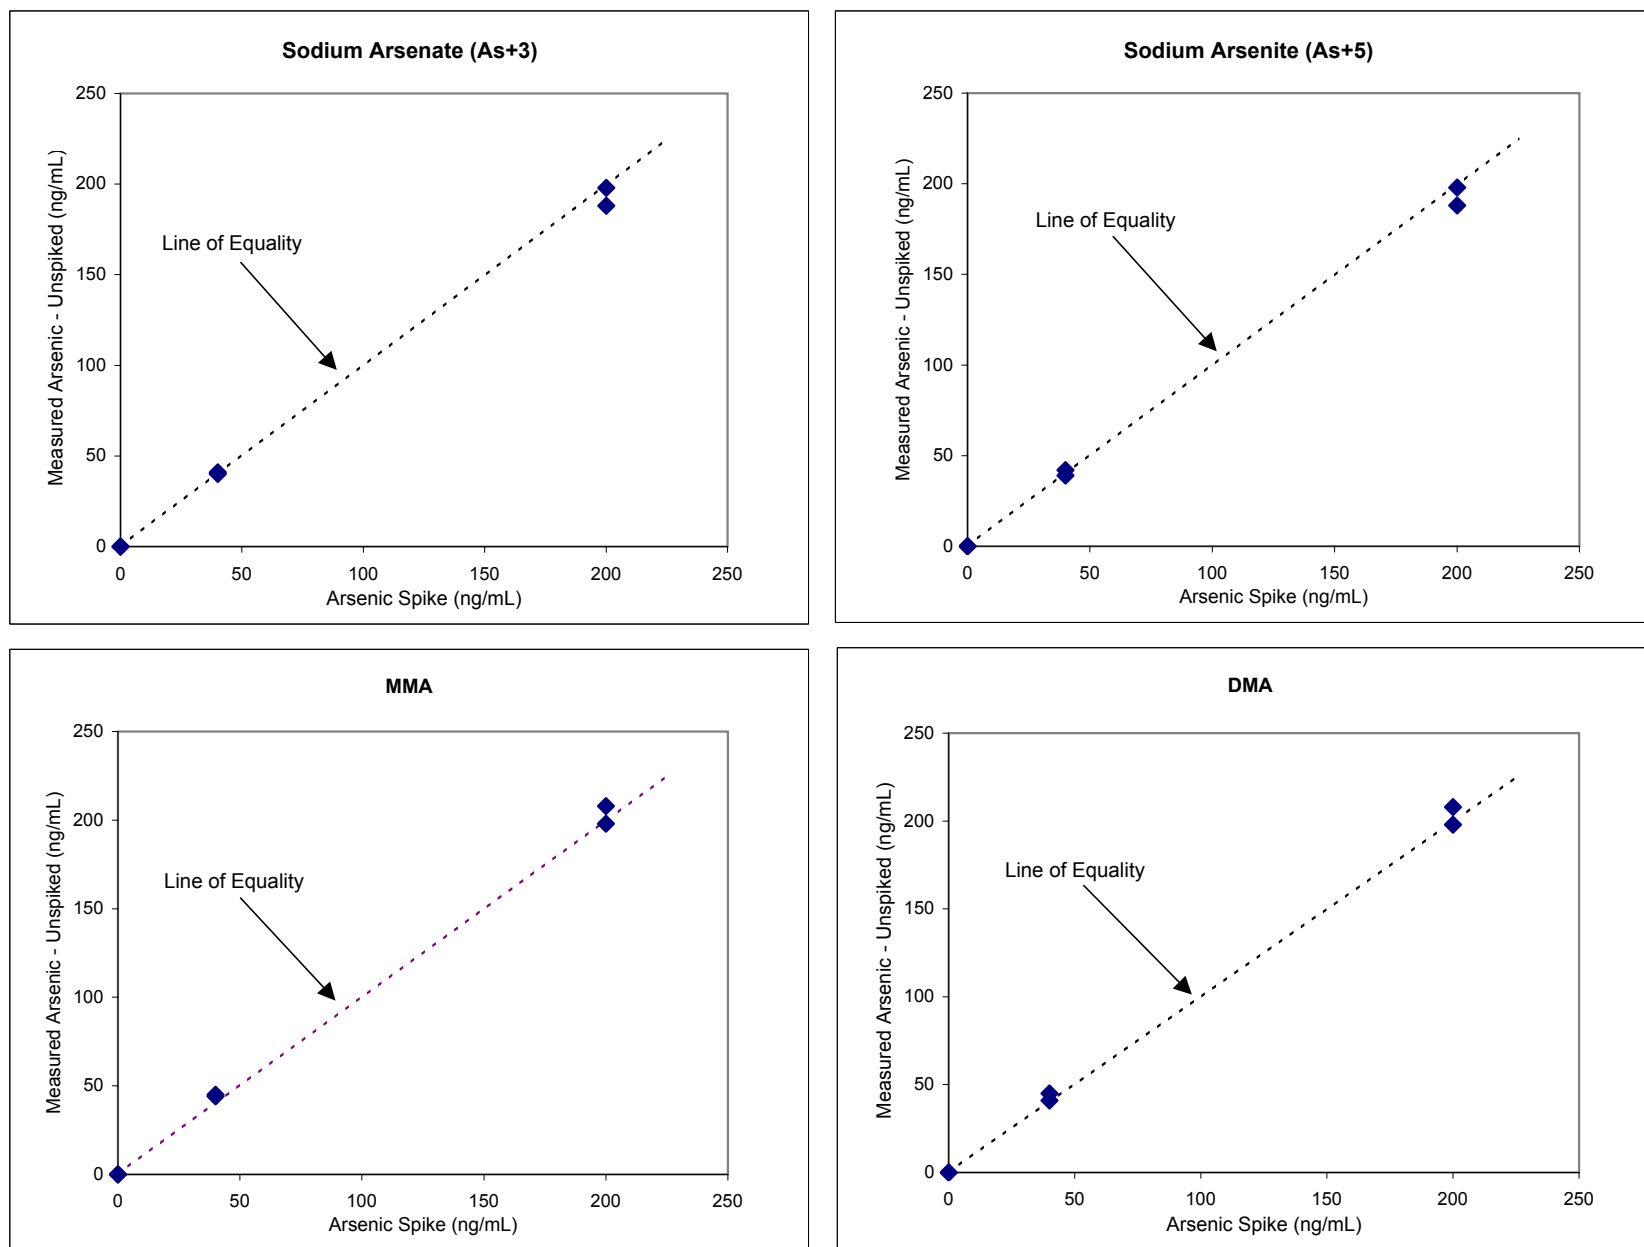 Sodium Arsenate (As+3)
250
200
150
100
50
0
Measured Arsenic - Unspiked (ng/mL)
Line of Equality
0 50 100 150 200 250
Arsenic Spike (ng/mL)
Sodium Arsenite (As+5)
250
200
150
100
50
0
Measured Arsenic - Unspiked (ng/mL)
Line of Equality
0 50 100 150 200 250
Arsenic Spike (ng/mL)
MMA
250
200
150
100
50
0
Measured Arsenic - Unspiked (ng/mL)
Line of Equality
0 50 100 150 200 250
Arsenic Spike (ng/mL)
DMA
250
200
150
100
50
0
Measured Arsenic - Unspiked (ng/mL)
Line of Equality
0 50 100 150 200 250
Arsenic Spike (ng/mL)